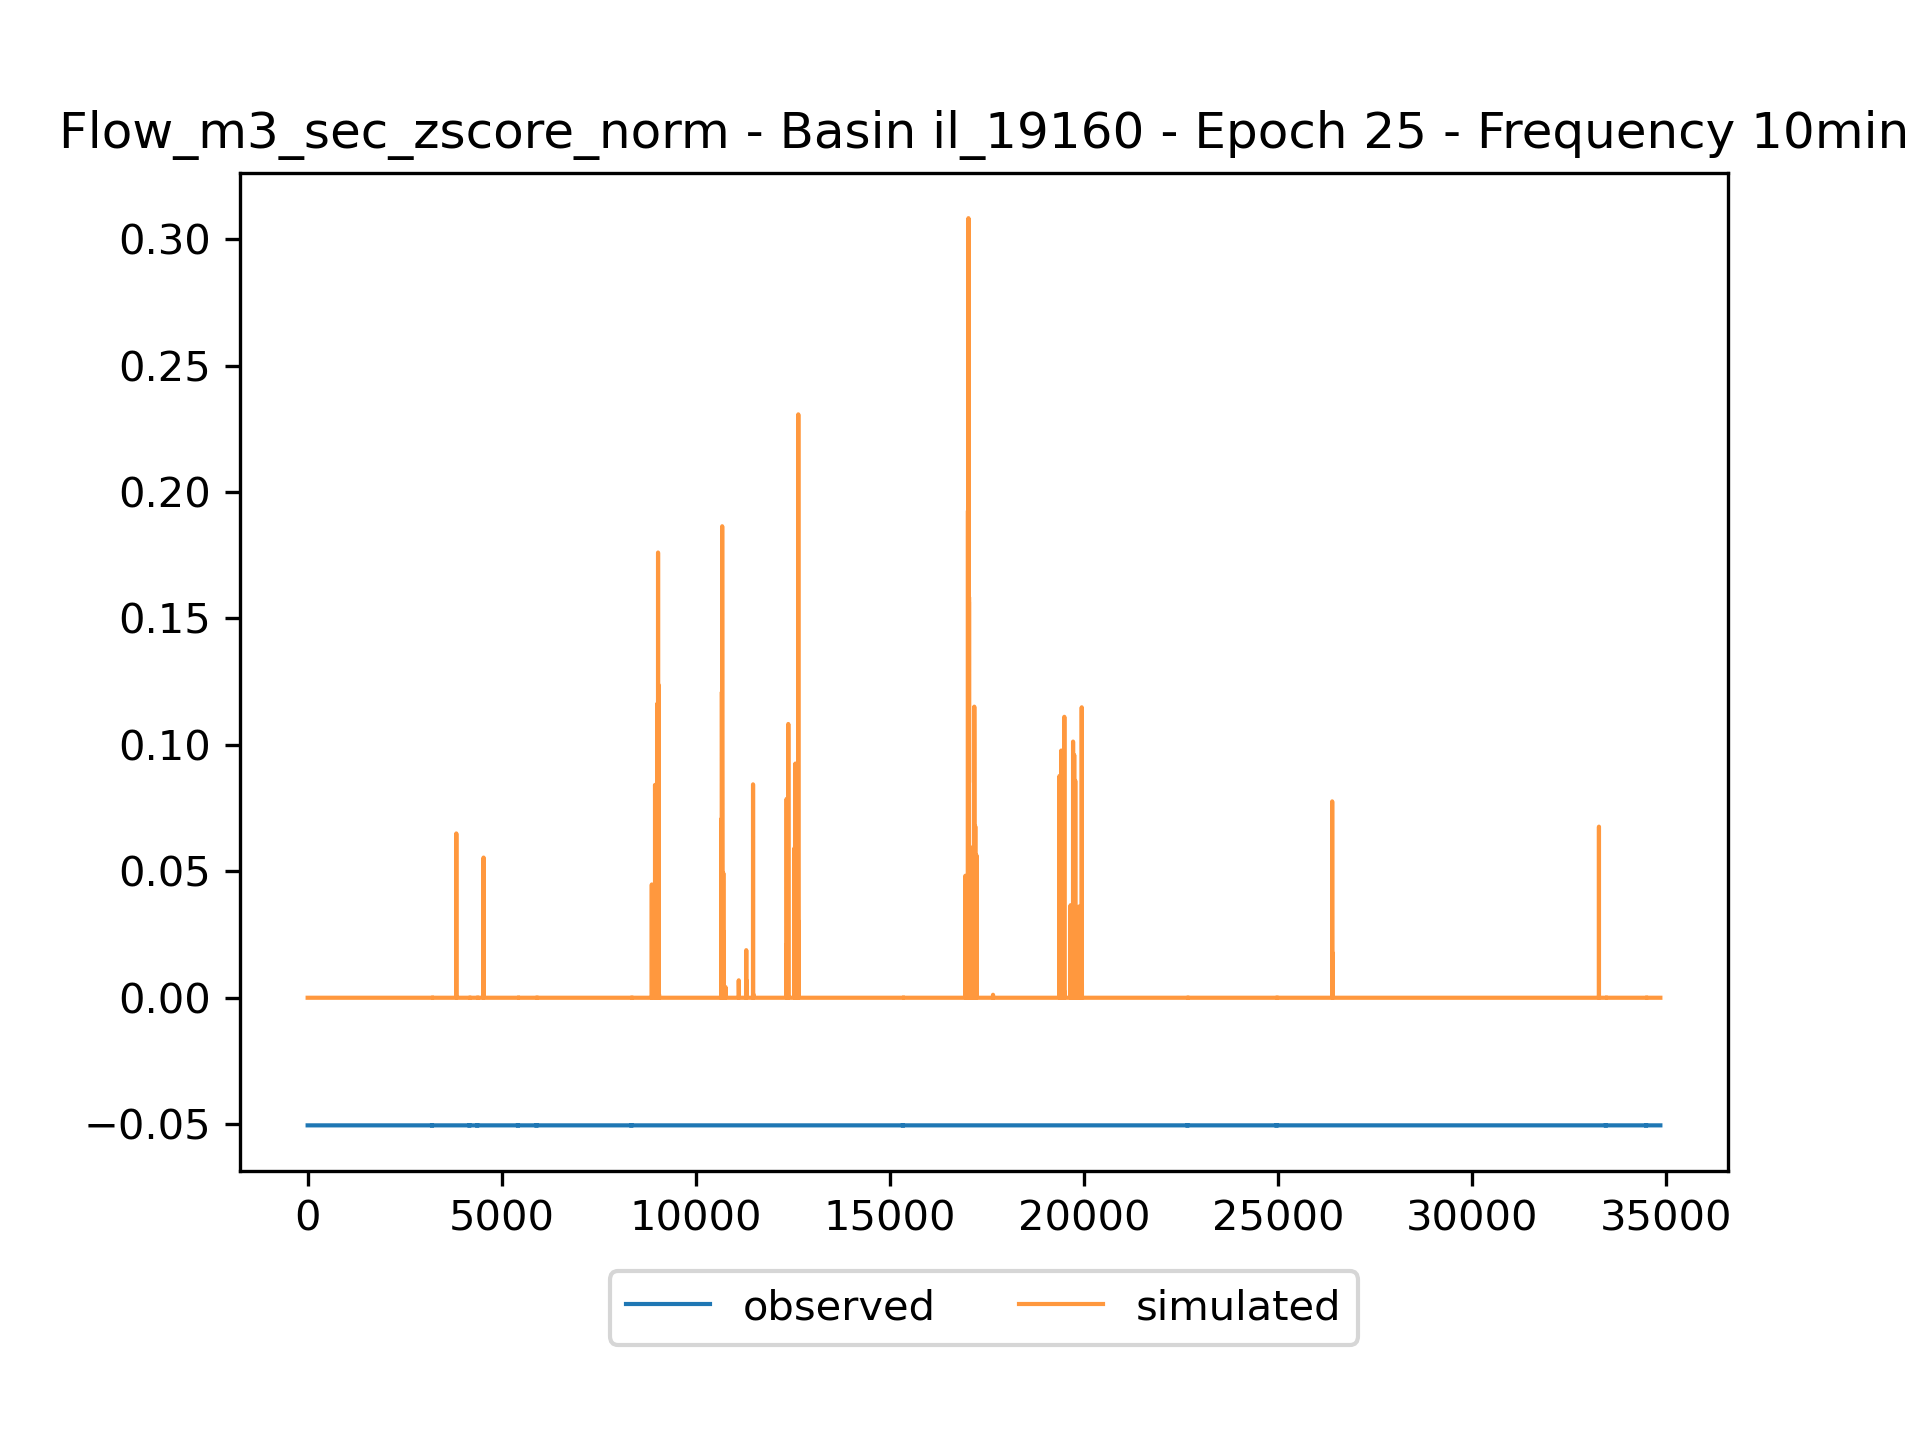 Flow_m3_sec_zscore_norm - Basin il_19160 - Epoch 25 - Frequency 10min
0.30
0.25
0.20
0.15
0.10
0.05
0.00
−0.05
0 5000 10000 15000 20000 25000 30000 35000
observed simulated